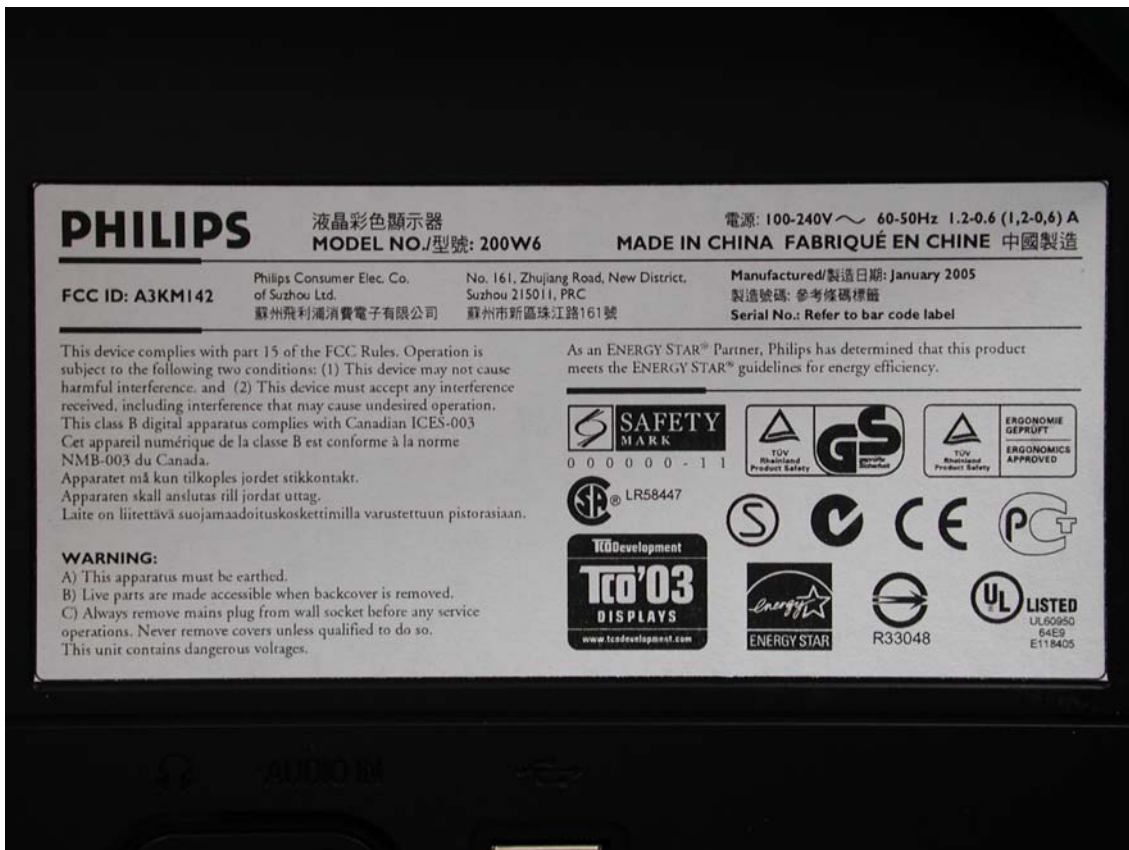 PHILIPS
液晶彩色顯示器
MODEL NO./型號: 200W6
電源: 100-240V～ 60-50Hz 1.2-0.6 (1,2-0,6) A
MADE IN CHINA FABRIQUÉ EN CHINE 中國製造
FCC ID: A3KM142
Philips Consumer Elec. Co.
of Suzhou Ltd.
蘇州飛利浦消費電子有限公司
No. 161, Zhujiang Road, New District,
Suzhou 215011, PRC
蘇州市新區珠江路161號
Manufactured/製造日期: January 2005
製造號碼: 參考條碼標籤
Serial No.: Refer to bar code label
This device complies with part 15 of the FCC Rules. Operation is
subject to the following two conditions: (1) This device may not cause
harmful interference. and (2) This device must accept any interference
received, including interference that may cause undesired operation.
This class B digital apparatus complies with Canadian ICES-003
Cet appareil numérique de la classe B est conforme à la norme
NMB-003 du Canada.
Apparatet må kun tilkoples jordet stikkontakt.
Apparaten skall anslutas till jordat uttag.
Laite on liitettävä suojamaadoituskoskettimilla varustettuun pistorasiaan.
WARNING:
A) This apparatus must be earthed.
B) Live parts are made accessible when backcover is removed.
C) Always remove mains plug from wall socket before any service
operations. Never remove covers unless qualified to do so.
This unit contains dangerous voltages.
As an ENERGY STAR® Partner, Philips has determined that this product
meets the ENERGY STAR® guidelines for energy efficiency.
S SAFETY
MARK
000000-11
TÜV
Rheinland
Product Safety
GS
geprüfte
Sicherheit
TÜV
Rheinland
Product Safety
ERGONOMIE
GEPRÜFT
ERGONOMICS
APPROVED
SA ® LR58447
S
CE
PCT
TCODevelopment
TCO'03
DISPLAYS
www.tcodevelopment.com
energy
ENERGY STAR
R33048
UL LISTED
UL60950
64E9
E118405
AUDIO IN